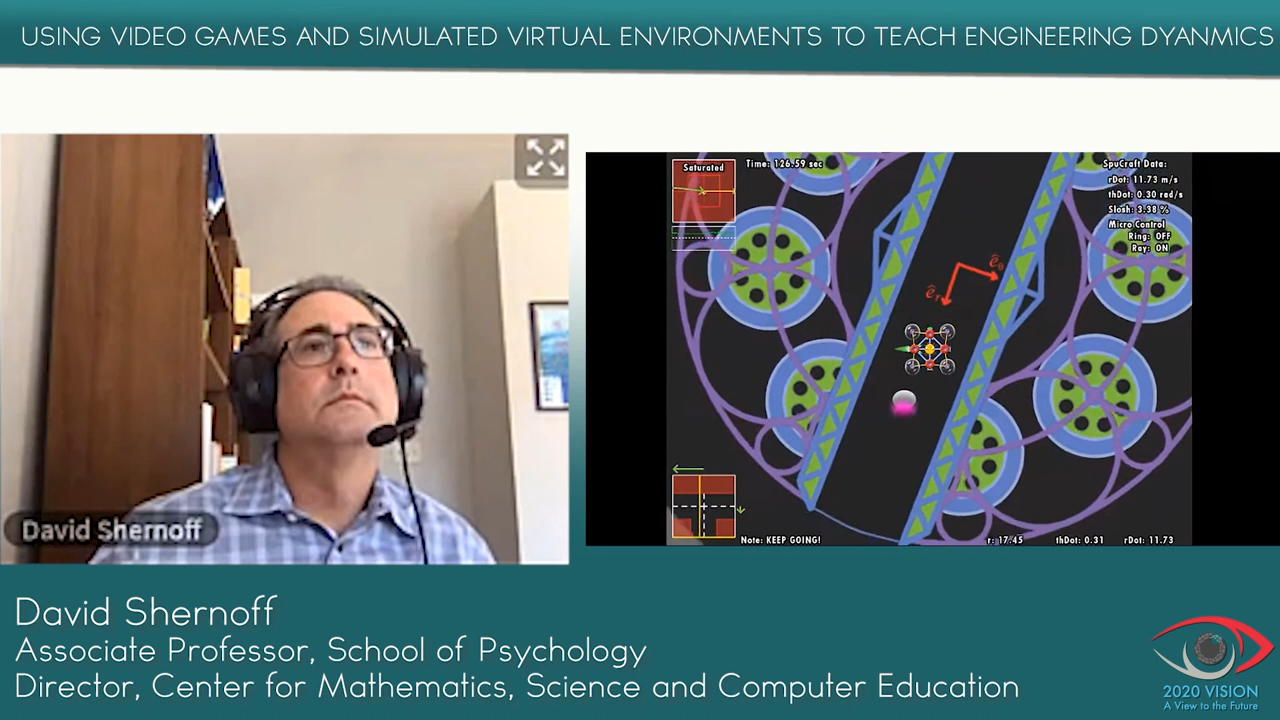 USING VIDEO GAMES AND SIMULATED VIRTUAL ENVIRONMENTS TO TEACH ENGINEERING DYANMICS
David Shernoff
Saturated
Time: 126.59 sec
SpuCraft Data:
rDot: 11.73 m/s
thDot: 0.30 red/s
Slosh: 3.38 %
Micro Control
Ring: OFF
Ray: ON
êθ
êr
Note: KEEP GOING!
r: 17.45 thDot: 0.31 rDot: 11.73
David Shernoff
Associate Professor, School of Psychology
Director, Center for Mathematics, Science and Computer Education
2020 VISION
A View to the Future